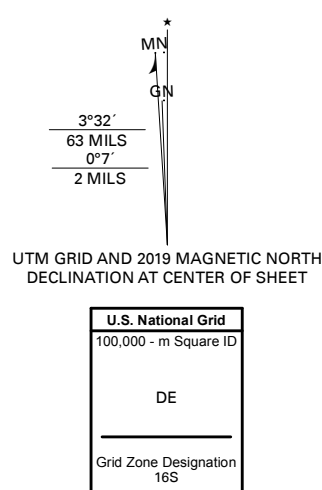 MN
GN
3°32´
63 MILS
0°7´
2 MILS
UTM GRID AND 2019 MAGNETIC NORTH
DECLINATION AT CENTER OF SHEET
U.S. National Grid
100,000 - m Square ID
DE
Grid Zone Designation
16S